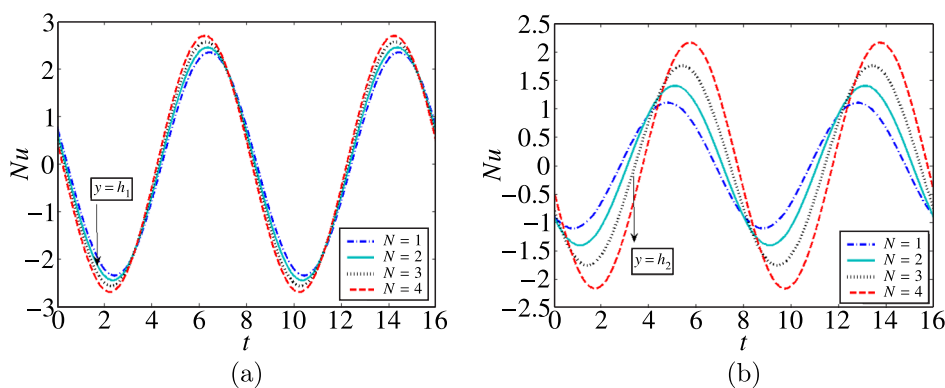 3
2
1
0
−1
−2
−3
0 2 4 6 8 10 12 14 16
Nu
t
y = h₁
N = 1
N = 2
N = 3
N = 4
(a)
2.5
2
1.5
1
0.5
0
−0.5
−1
−1.5
−2
−2.5
0 2 4 6 8 10 12 14 16
Nu
t
y = h₂
N = 1
N = 2
N = 3
N = 4
(b)